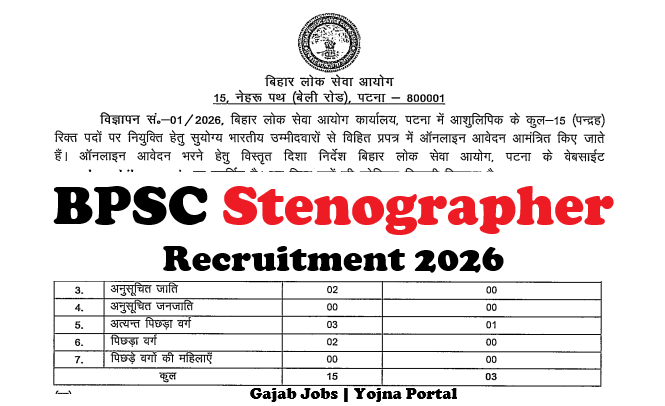 बिहार लोक सेवा आयोग
15, नेहरू पथ (बेली रोड), पटना – 800001
विज्ञापन सं.–01/2026, बिहार लोक सेवा आयोग कार्यालय, पटना में आशुलिपिक के कुल–15 (पन्द्रह)
रिक्त पदों पर नियुक्ति हेतु सुयोग्य भारतीय उम्मीदवारों से विहित प्रपत्र में ऑनलाइन आवेदन आमंत्रित किए जाते
हैं। ऑनलाइन आवेदन भरने हेतु विस्तृत दिशा निर्देश बिहार लोक सेवा आयोग, पटना के वेबसाईट
BPSC Stenographer
Recruitment 2026
3. अनुसूचित जाति 02 00
4. अनुसूचित जनजाति 00 00
5. अत्यन्त पिछड़ा वर्ग 03 01
6. पिछड़ा वर्ग 02 00
7. पिछड़े वर्गो की महिलाएँ 00 00
कुल 15 03
Gajab Jobs | Yojna Portal